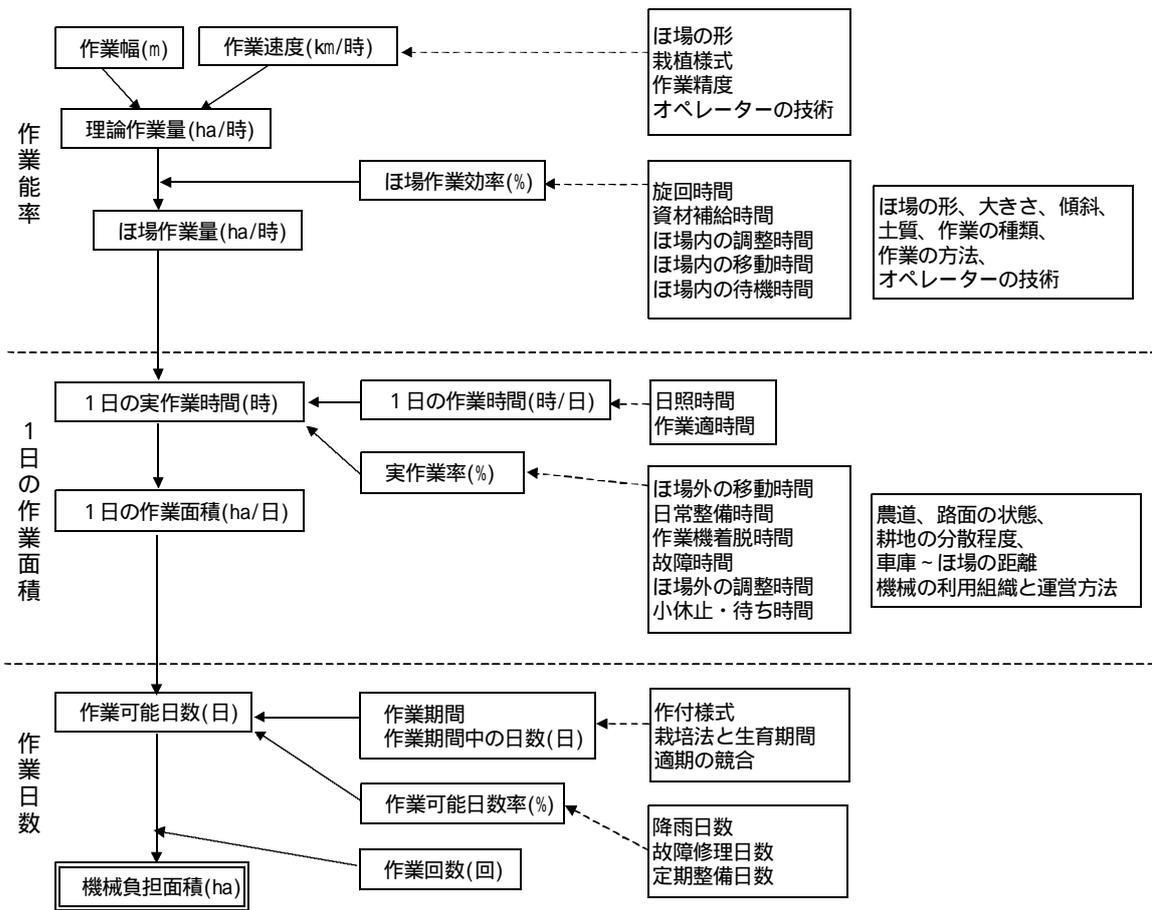 作業能率
作業幅(m)
作業速度(km/時)
ほ場の形
栽植様式
作業精度
オペレーターの技術
理論作業量(ha/時)
ほ場作業効率(%)
旋回時間
資材補給時間
ほ場内の調整時間
ほ場内の移動時間
ほ場内の待機時間
ほ場の形、大きさ、傾斜、
土質、作業の種類、
作業の方法、
オペレーターの技術
ほ場作業量(ha/時)
1日の作業面積
1日の実作業時間(時)
1日の作業時間(時/日)
日照時間
作業適時間
実作業率(%)
ほ場外の移動時間
日常整備時間
作業機着脱時間
故障時間
ほ場外の調整時間
小休止・待ち時間
農道、路面の状態、
耕地の分散程度、
車庫~ほ場の距離
機械の利用組織と運営方法
1日の作業面積(ha/日)
作業日数
作業可能日数(日)
作業期間
作業期間中の日数(日)
作付様式
栽培法と生育期間
適期の競合
作業可能日数率(%)
降雨日数
故障修理日数
定期整備日数
作業回数(回)
機械負担面積(ha)